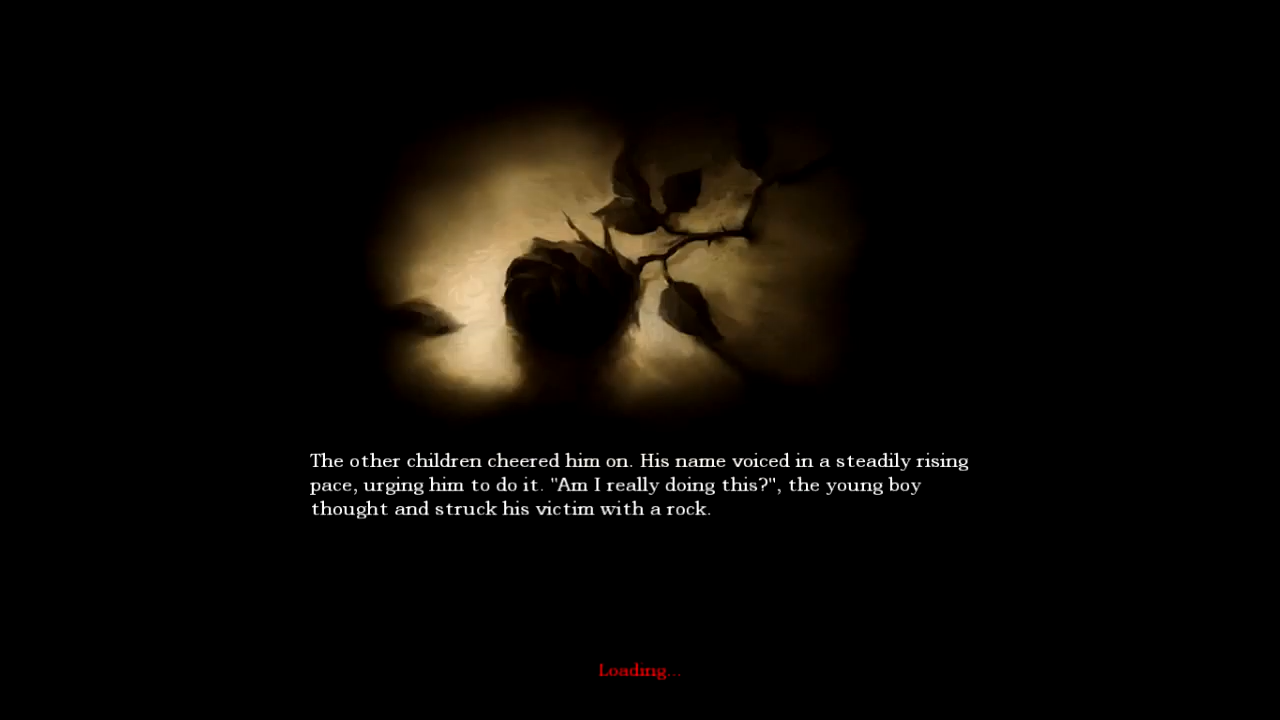 The other children cheered him on. His name voiced in a steadily rising
pace, urging him to do it. "Am I really doing this?", the young boy
thought and struck his victim with a rock.
Loading...